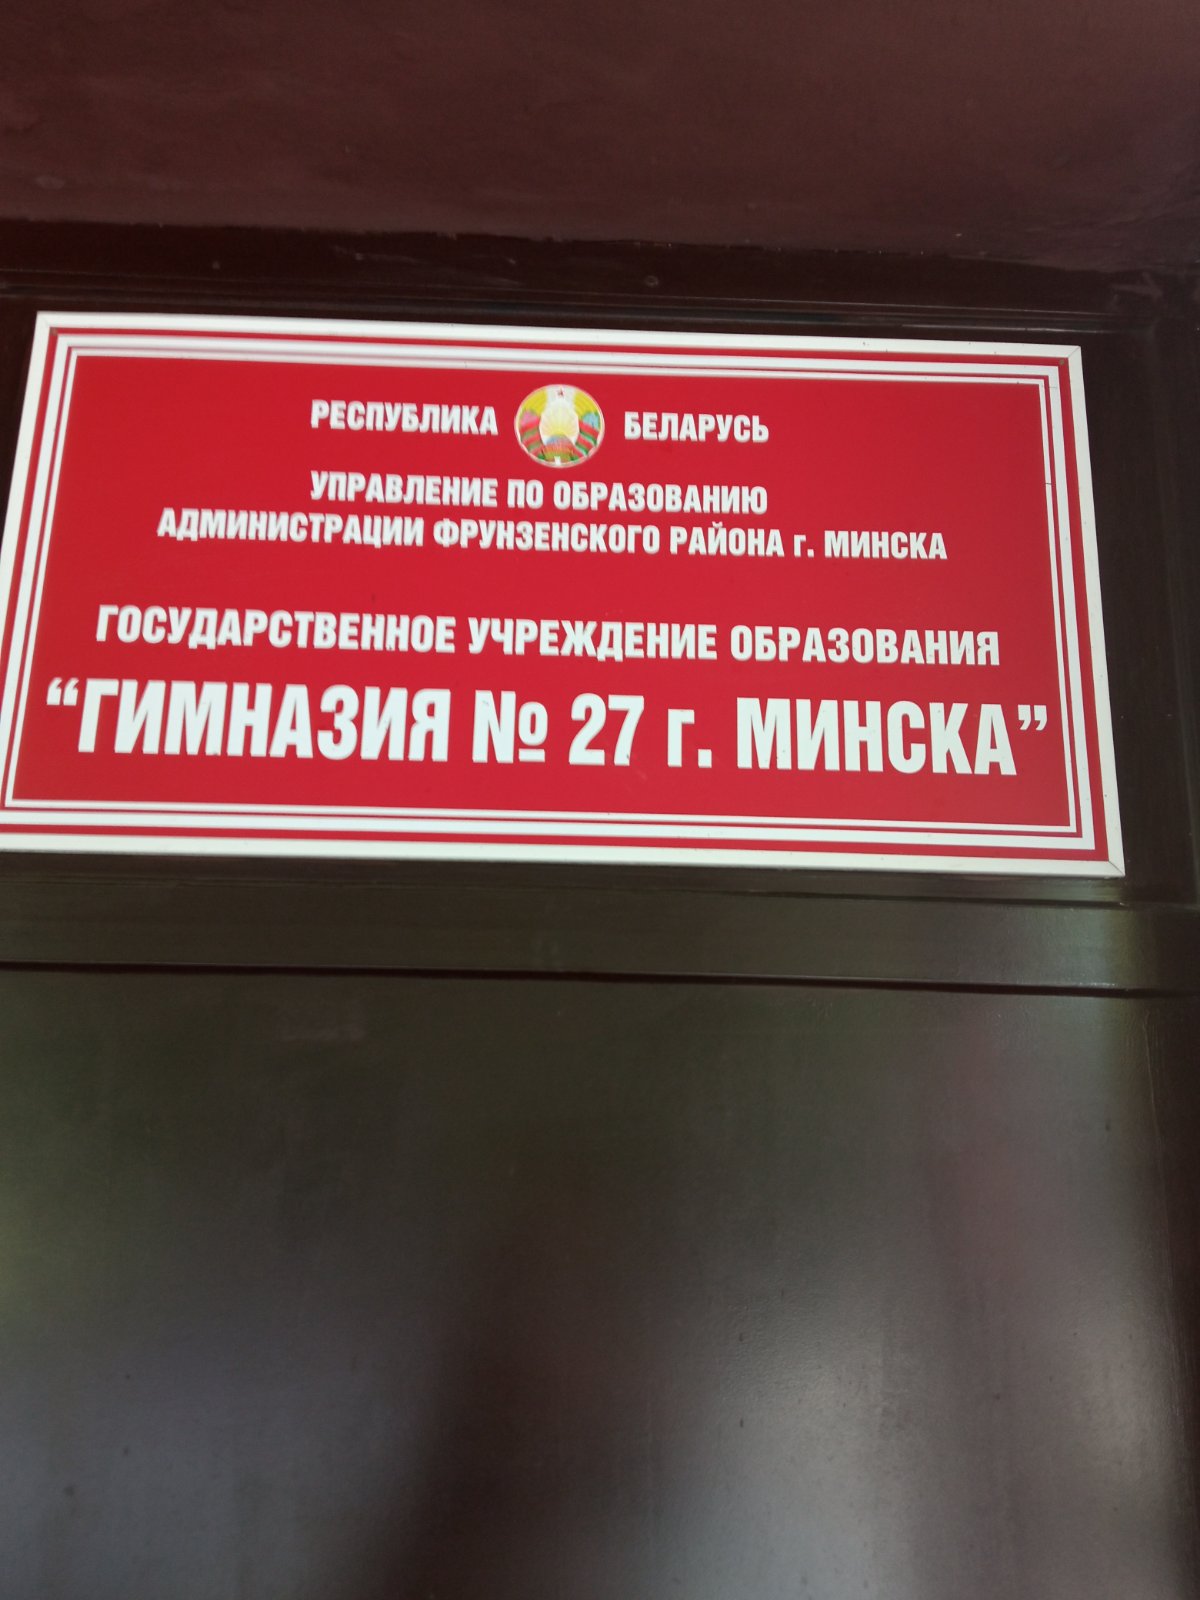 РЕСПУБЛИКА БЕЛАРУСЬ
УПРАВЛЕНИЕ ПО ОБРАЗОВАНИЮ
АДМИНИСТРАЦИИ ФРУНЗЕНСКОГО РАЙОНА г. МИНСКА
ГОСУДАРСТВЕННОЕ УЧРЕЖДЕНИЕ ОБРАЗОВАНИЯ
“ГИМНАЗИЯ № 27 г. МИНСКА”